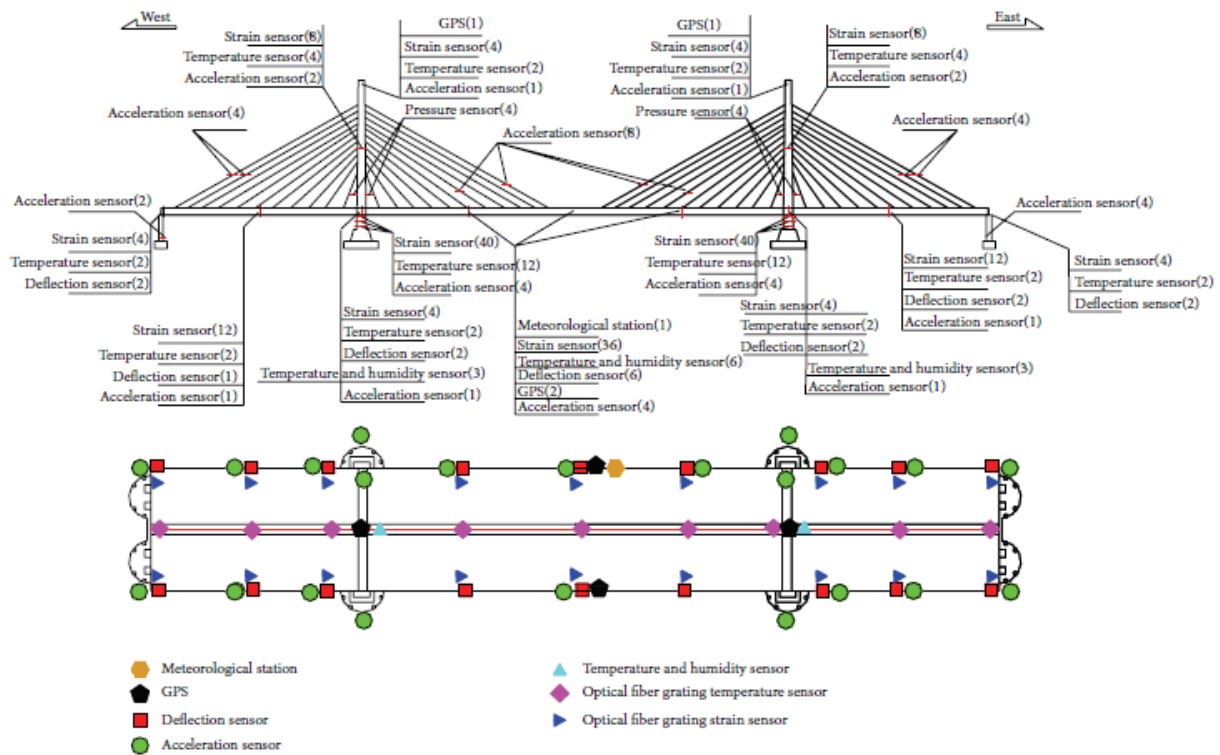 West
East
GPS(1)
GPS(1)
Strain sensor(8)
Strain sensor(4)
Strain sensor(4)
Strain sensor(8)
Temperature sensor(4)
Temperature sensor(2)
Temperature sensor(2)
Temperature sensor(4)
Acceleration sensor(2)
Acceleration sensor(1)
Acceleration sensor(1)
Acceleration sensor(2)
Acceleration sensor(4)
Pressure sensor(4)
Pressure sensor(4)
Acceleration sensor(4)
Acceleration sensor(8)
Acceleration sensor(2)
Acceleration sensor(4)
Strain sensor(4)
Temperature sensor(2)
Deflection sensor(2)
Strain sensor(40)
Temperature sensor(12)
Acceleration sensor(4)
Strain sensor(40)
Temperature sensor(12)
Acceleration sensor(4)
Strain sensor(12)
Temperature sensor(2)
Deflection sensor(2)
Acceleration sensor(1)
Strain sensor(4)
Temperature sensor(2)
Deflection sensor(2)
Strain sensor(12)
Temperature sensor(2)
Deflection sensor(1)
Acceleration sensor(1)
Strain sensor(4)
Temperature sensor(2)
Deflection sensor(2)
Temperature and humidity sensor(3)
Acceleration sensor(1)
Meteorological station(1)
Strain sensor(36)
Temperature and humidity sensor(6)
Deflection sensor(6)
GPS(2)
Acceleration sensor(4)
Strain sensor(4)
Temperature sensor(2)
Deflection sensor(2)
Temperature and humidity sensor(3)
Acceleration sensor(1)
Meteorological station
GPS
Deflection sensor
Acceleration sensor
Temperature and humidity sensor
Optical fiber grating temperature sensor
Optical fiber grating strain sensor